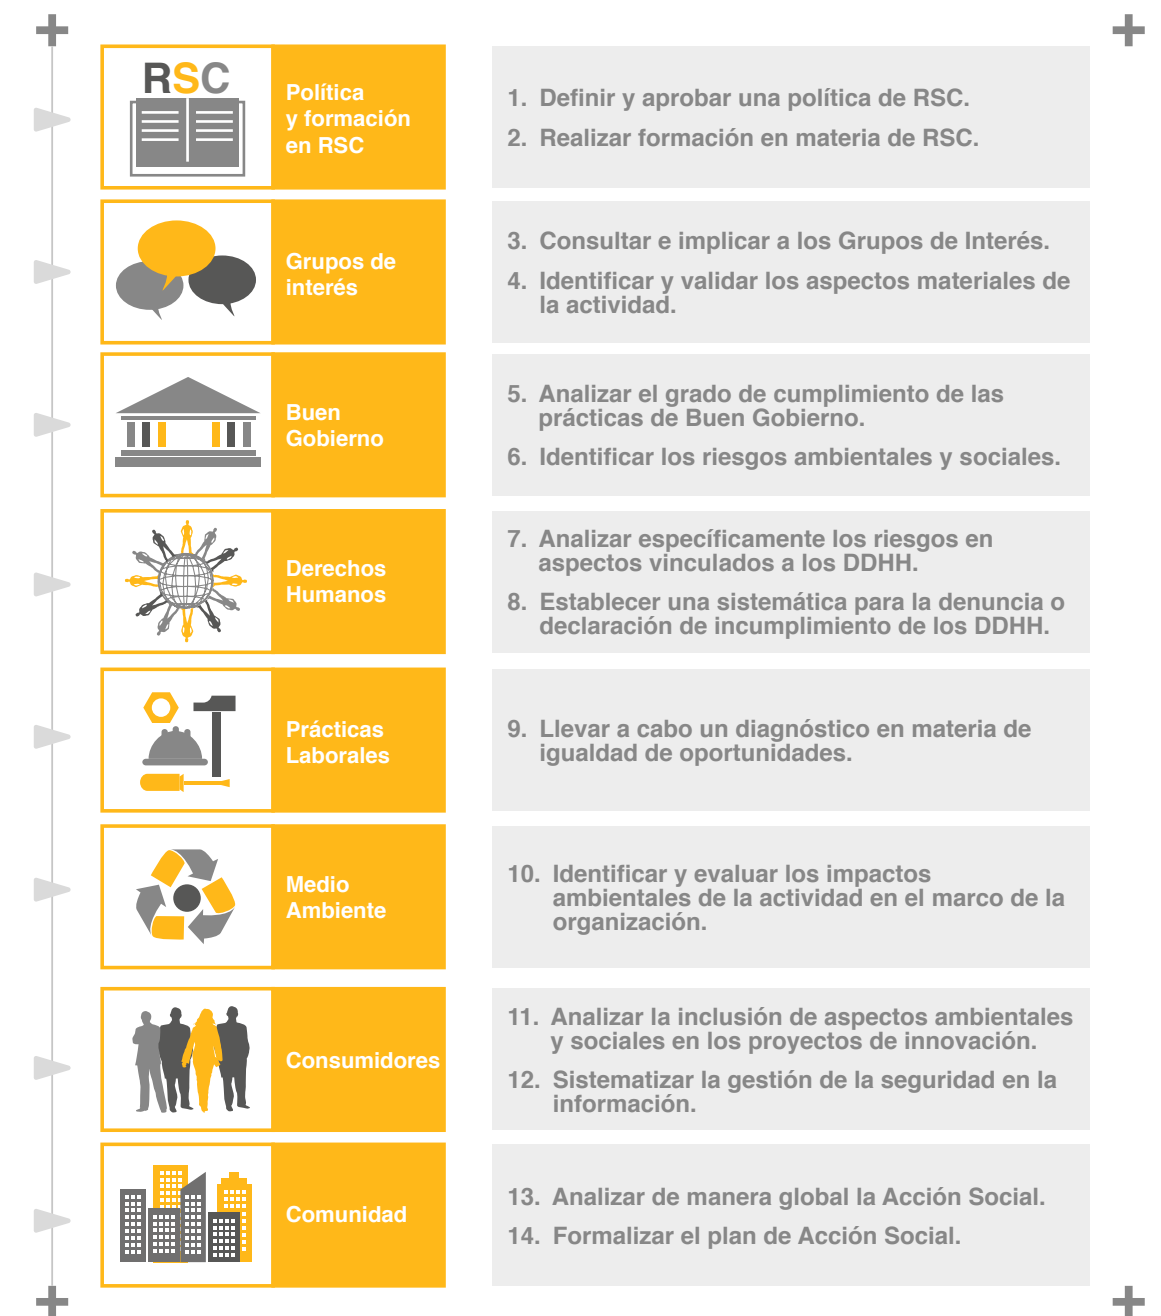 RSC
Política
y formación
en RSC
1. Definir y aprobar una política de RSC.
2. Realizar formación en materia de RSC.
Grupos de
interés
3. Consultar e implicar a los Grupos de Interés.
4. Identificar y validar los aspectos materiales de
la actividad.
Buen
Gobierno
5. Analizar el grado de cumplimiento de las
prácticas de Buen Gobierno.
6. Identificar los riesgos ambientales y sociales.
Derechos
Humanos
7. Analizar específicamente los riesgos en
aspectos vinculados a los DDHH.
8. Establecer una sistemática para la denuncia o
declaración de incumplimiento de los DDHH.
Prácticas
Laborales
9. Llevar a cabo un diagnóstico en materia de
igualdad de oportunidades.
Medio
Ambiente
10. Identificar y evaluar los impactos
ambientales de la actividad en el marco de la
organización.
Consumidores
11. Analizar la inclusión de aspectos ambientales
y sociales en los proyectos de innovación.
12. Sistematizar la gestión de la seguridad en la
información.
Comunidad
13. Analizar de manera global la Acción Social.
14. Formalizar el plan de Acción Social.